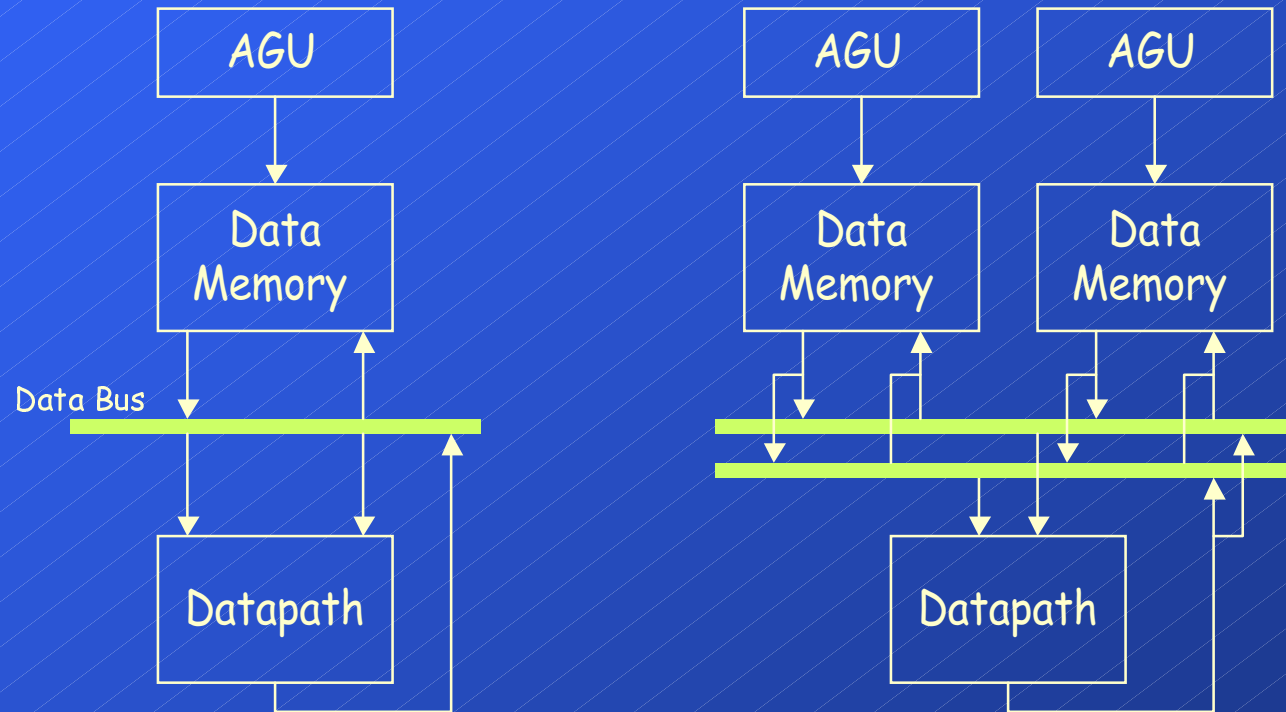 AGU
Data
Memory
Data Bus
Datapath
AGU
AGU
Data
Memory
Data
Memory
Datapath